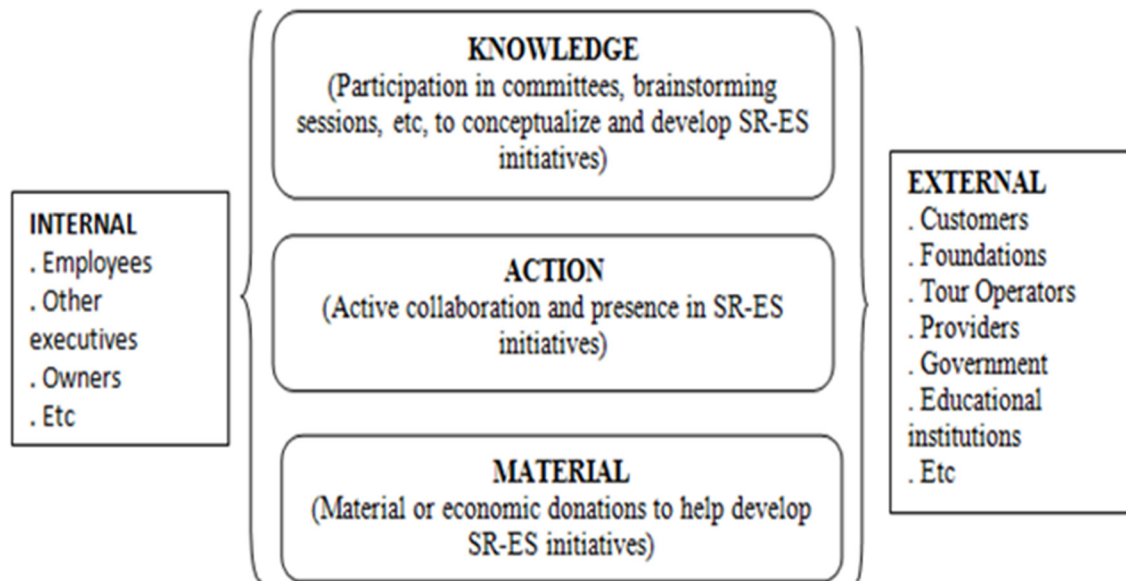 KNOWLEDGE
(Participation in committees, brainstorming
sessions, etc, to conceptualize and develop SR-ES
initiatives)
INTERNAL
. Employees
. Other
executives
. Owners
. Etc
ACTION
(Active collaboration and presence in SR-ES
initiatives)
MATERIAL
(Material or economic donations to help develop
SR-ES initiatives)
EXTERNAL
. Customers
. Foundations
. Tour Operators
. Providers
. Government
. Educational
institutions
. Etc